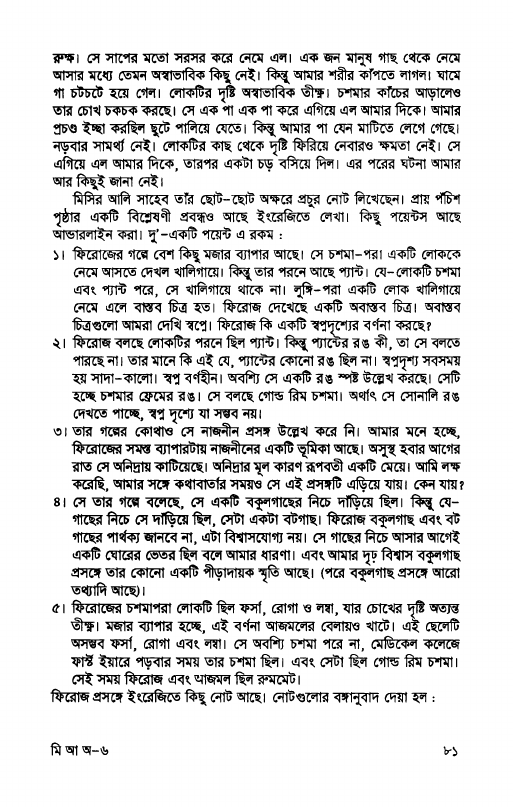 রুক্ষ। সে সাপের মতো সরসর করে নেমে এল। এক জন মানুষ গাছ থেকে নেমে
আসার মধ্যে তেমন অস্বাভাবিক কিছু নেই। কিন্তু আমার শরীর কাঁপতে লাগল। ঘামে
গা চটচটে হয়ে গেল। লোকটির দৃষ্টি অস্বাভাবিক তীক্ষ্ণ। চশমার কাঁচের আড়ালেও
তার চোখ চকচক করছে। সে এক পা এক পা করে এগিয়ে এল আমার দিকে। আমার
প্রচণ্ড ইচ্ছা করছিল ছুটে পালিয়ে যেতে। কিন্তু আমার পা যেন মাটিতে লেগে গেছে।
নড়বার সামর্থ্য নেই। লোকটির কাছ থেকে দৃষ্টি ফিরিয়ে নেবারও ক্ষমতা নেই। সে
এগিয়ে এল আমার দিকে, তারপর একটা চড় বসিয়ে দিল। এর পরের ঘটনা আমার
আর কিছুই জানা নেই।
মিসির আলি সাহেব তাঁর ছোট-ছোট অক্ষরে প্রচুর নোট লিখেছেন। প্রায় পঁচিশ
পৃষ্ঠার একটি বিশ্লেষণী প্রবন্ধও আছে ইংরেজিতে লেখা। কিছু পয়েন্টস আছে
আন্ডারলাইন করা। দু'-একটি পয়েন্ট এ রকম :
১। ফিরোজের গল্পে বেশ কিছু মজার ব্যাপার আছে। সে চশমা-পরা একটি লোককে
নেমে আসতে দেখল খালিগায়ে। কিন্তু তার পরনে আছে প্যান্ট। যে-লোকটি চশমা
এবং প্যান্ট পরে, সে খালিগায়ে থাকে না। লুঙ্গি-পরা একটি লোক খালিগায়ে
নেমে এলে বাস্তব চিত্র হত। ফিরোজ দেখেছে একটি অবাস্তব চিত্র। অবাস্তব
চিত্রগুলো আমরা দেখি স্বপ্নে। ফিরোজ কি একটি স্বপ্নদৃশ্যের বর্ণনা করছে?
২। ফিরোজ বলছে লোকটির পরনে ছিল প্যান্ট। কিন্তু প্যান্টের রঙ কী, তা সে বলতে
পারছে না। তার মানে কি এই যে, প্যান্টের কোনো রঙ ছিল না। স্বপ্নদৃশ্য সবসময়
হয় সাদা-কালো। স্বপ্ন বর্ণহীন। অবশ্যি সে একটি রঙ স্পষ্ট উল্লেখ করছে। সেটি
হচ্ছে চশমার ফ্রেমের রঙ। সে বলছে গোল্ড রিম চশমা। অর্থাৎ সে সোনালি রঙ
দেখতে পাচ্ছে, স্বপ্ন দৃশ্যে যা সম্ভব নয়।
৩। তার গল্পের কোথাও সে নাজনীন প্রসঙ্গ উল্লেখ করে নি। আমার মনে হচ্ছে,
ফিরোজের সমস্ত ব্যাপারটায় নাজনীনের একটি ভূমিকা আছে। অসুস্থ হবার আগের
রাত সে অনিদ্রায় কাটিয়েছে। অনিদ্রার মূল কারণ রূপবতী একটি মেয়ে। আমি লক্ষ
করেছি, আমার সঙ্গে কথাবার্তার সময়ও সে এই প্রসঙ্গটি এড়িয়ে যায়। কেন যায়?
৪। সে তার গল্পে বলেছে, সে একটি বকুলগাছের নিচে দাঁড়িয়ে ছিল। কিন্তু যে-
গাছের নিচে সে দাঁড়িয়ে ছিল, সেটা একটা বটগাছ। ফিরোজ বকুলগাছ এবং বট
গাছের পার্থক্য জানবে না, এটা বিশ্বাসযোগ্য নয়। সে গাছের নিচে আসার আগেই
একটি ঘোরের ভেতর ছিল বলে আমার ধারণা। এবং আমার দৃঢ় বিশ্বাস বকুলগাছ
প্রসঙ্গে তার কোনো একটি পীড়াদায়ক স্মৃতি আছে। (পরে বকুলগাছ প্রসঙ্গে আরো
তথ্যাদি আছে)।
৫। ফিরোজের চশমাপরা লোকটি ছিল ফর্সা, রোগা ও লম্বা, যার চোখের দৃষ্টি অত্যন্ত
তীক্ষ্ণ। মজার ব্যাপার হচ্ছে, এই বর্ণনা আজমলের বেলায়ও খাটে। এই ছেলেটি
অসম্ভব ফর্সা, রোগা এবং লম্বা। সে অবশ্যি চশমা পরে না, মেডিকেল কলেজে
ফার্স্ট ইয়ারে পড়বার সময় তার চশমা ছিল। এবং সেটা ছিল গোল্ড রিম চশমা।
সেই সময় ফিরোজ এবং আজমল ছিল রুমমেট।
ফিরোজ প্রসঙ্গে ইংরেজিতে কিছু নোট আছে। নোটগুলোর বঙ্গানুবাদ দেয়া হল :
মি আ অ-৬
৮১